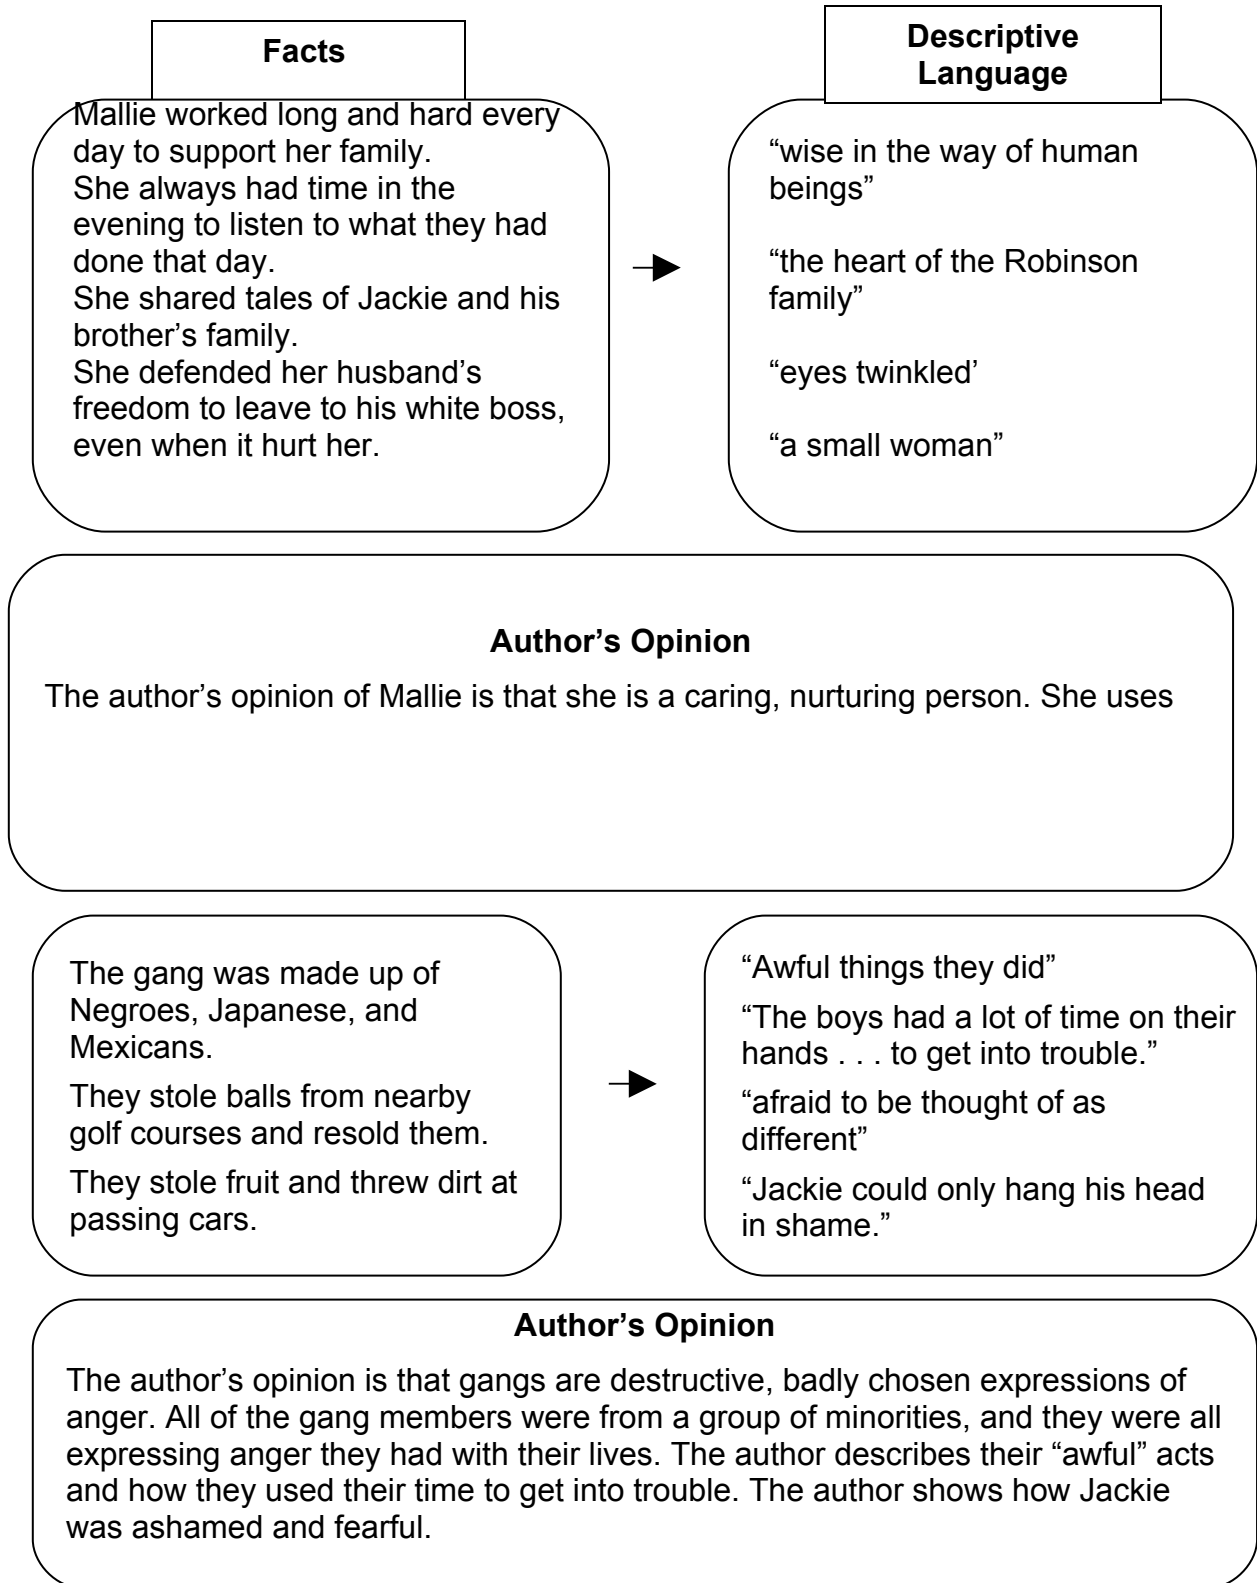 Facts
Mallie worked long and hard every
day to support her family.
She always had time in the
evening to listen to what they had
done that day.
She shared tales of Jackie and his
brother’s family.
She defended her husband’s
freedom to leave to his white boss,
even when it hurt her.
Descriptive
Language
“wise in the way of human
beings”
“the heart of the Robinson
family”
“eyes twinkled’
“a small woman”
Author’s Opinion
The author’s opinion of Mallie is that she is a caring, nurturing person. She uses
The gang was made up of
Negroes, Japanese, and
Mexicans.
They stole balls from nearby
golf courses and resold them.
They stole fruit and threw dirt at
passing cars.
“Awful things they did”
“The boys had a lot of time on their
hands . . . to get into trouble.”
“afraid to be thought of as
different”
“Jackie could only hang his head
in shame.”
Author’s Opinion
The author’s opinion is that gangs are destructive, badly chosen expressions of
anger. All of the gang members were from a group of minorities, and they were all
expressing anger they had with their lives. The author describes their “awful” acts
and how they used their time to get into trouble. The author shows how Jackie
was ashamed and fearful.